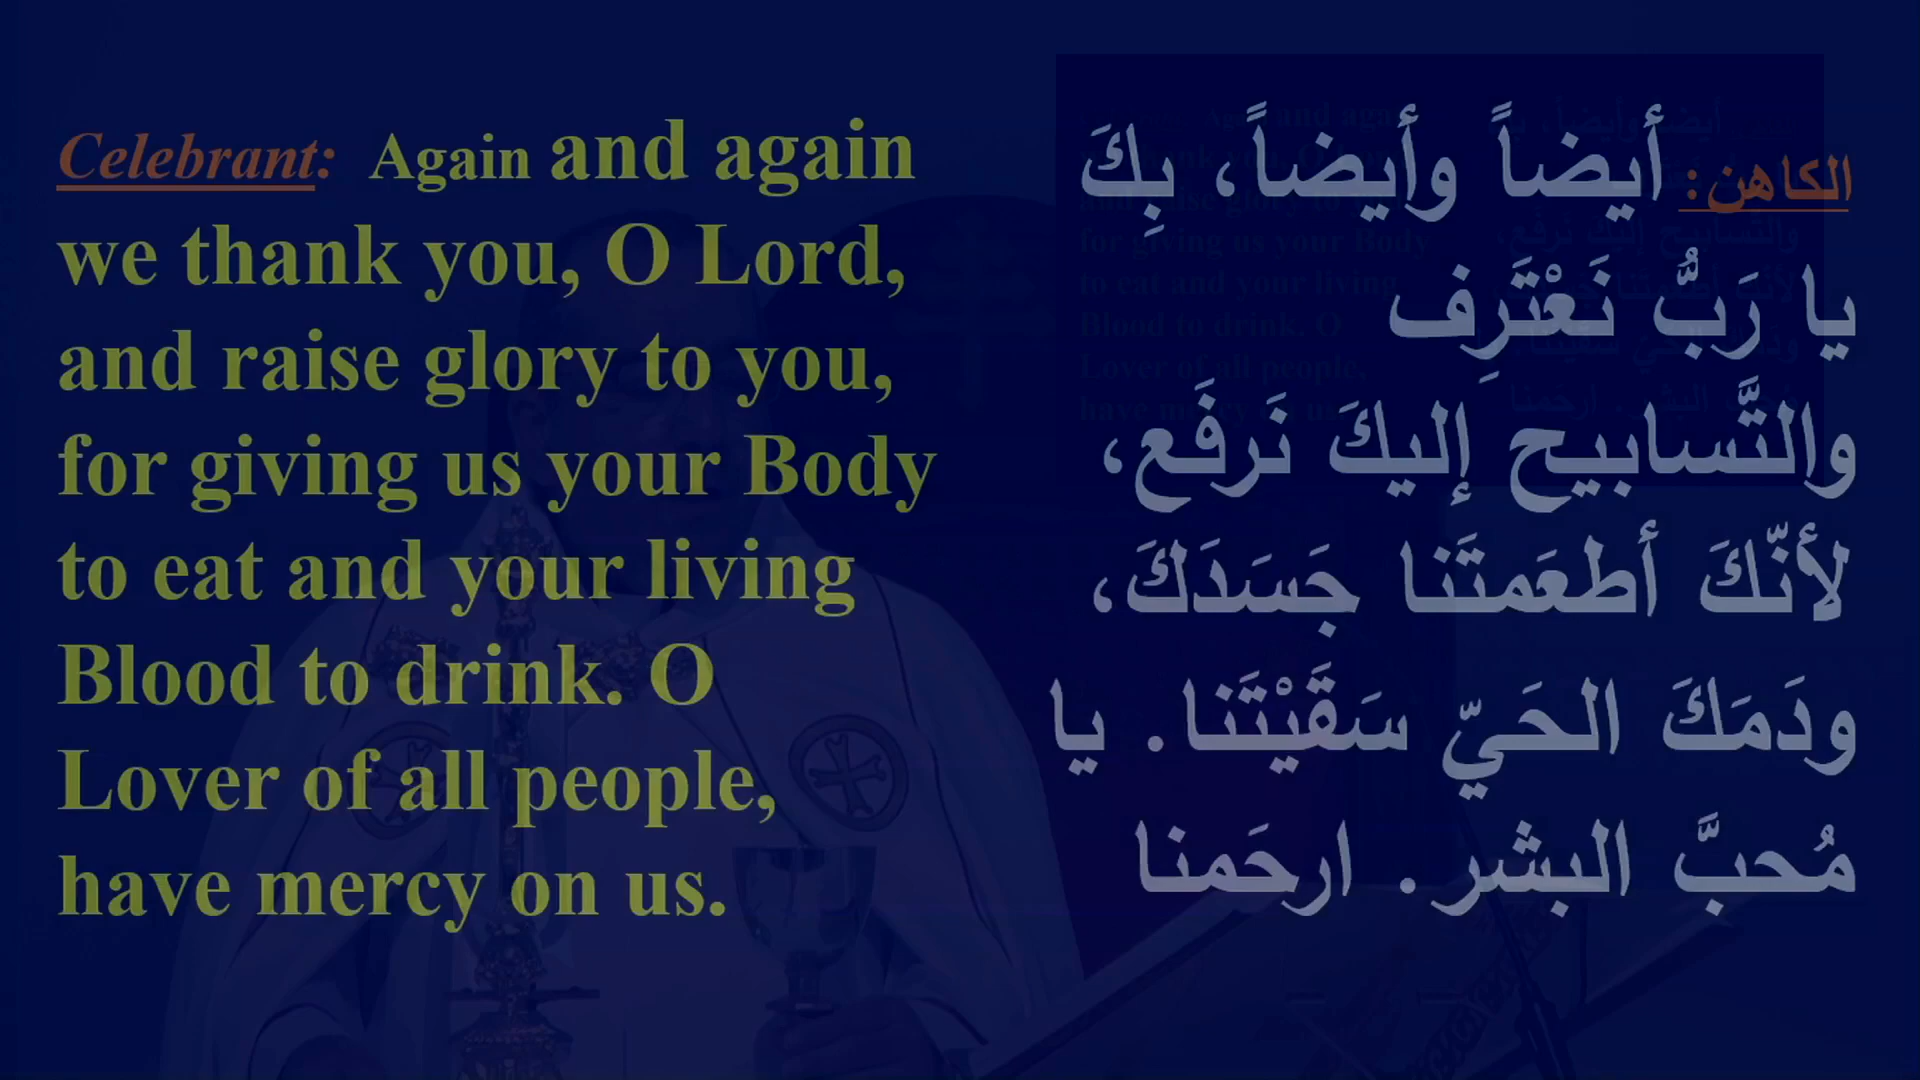 Celebrant: Again and again
we thank you, O Lord,
and raise glory to you,
for giving us your Body
to eat and your living
Blood to drink. O
Lover of all people,
have mercy on us.
الكاهن: أيضاً وأيضاً، بِكَ
يا رَبُّ نَعْتَرِف
والتَّسابيح إليكَ نَرفَع،
لأنّكَ أطعَمتَنا جَسَدَكَ،
ودَمَكَ الحَيّ سَقَيْتَنا. يا
مُحبَّ البشر. ارحَمنا